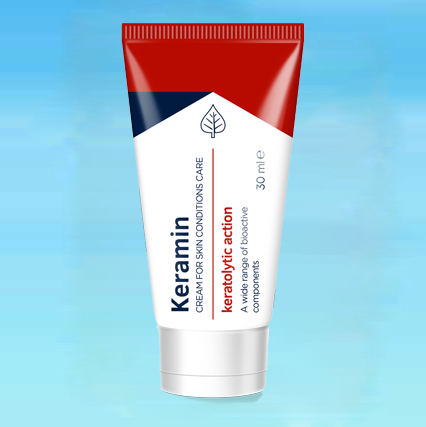 Keramin
CREAM FOR SKIN CONDITIONS CARE
keratolytic action
A wide range of bioactive
components
30 ml e